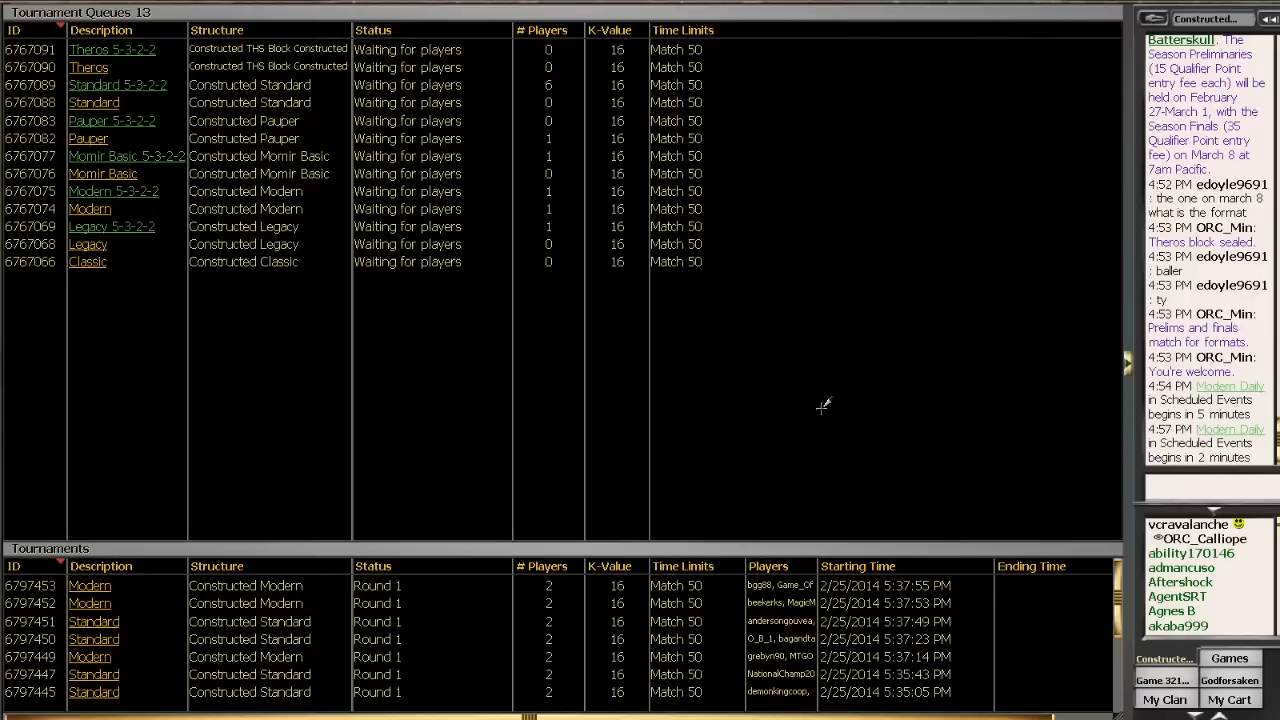 Tournament Queues 13
ID Description Structure Status # Players K-Value Time Limits
6767091 Theros 5-3-2-2 Constructed THS Block Constructed Waiting for players 0 16 Match 50
6767090 Theros Constructed THS Block Constructed Waiting for players 0 16 Match 50
6767089 Standard 5-3-2-2 Constructed Standard Waiting for players 6 16 Match 50
6767088 Standard Constructed Standard Waiting for players 0 16 Match 50
6767083 Pauper 5-3-2-2 Constructed Pauper Waiting for players 0 16 Match 50
6767082 Pauper Constructed Pauper Waiting for players 1 16 Match 50
6767077 Momir Basic 5-3-2-2 Constructed Momir Basic Waiting for players 1 16 Match 50
6767076 Momir Basic Constructed Momir Basic Waiting for players 0 16 Match 50
6767075 Modern 5-3-2-2 Constructed Modern Waiting for players 1 16 Match 50
6767074 Modern Constructed Modern Waiting for players 1 16 Match 50
6767069 Legacy 5-3-2-2 Constructed Legacy Waiting for players 1 16 Match 50
6767068 Legacy Constructed Legacy Waiting for players 0 16 Match 50
6767066 Classic Constructed Classic Waiting for players 0 16 Match 50
Tournaments
ID Description Structure Status # Players K-Value Time Limits Players Starting Time Ending Time
6797453 Modern Constructed Modern Round 1 2 16 Match 50 bgg88, Game_Of 2/25/2014 5:37:55 PM
6797452 Modern Constructed Modern Round 1 2 16 Match 50 beekerks, MagicM 2/25/2014 5:37:53 PM
6797451 Standard Constructed Standard Round 1 2 16 Match 50 andersongouvea, 2/25/2014 5:37:49 PM
6797450 Standard Constructed Standard Round 1 2 16 Match 50 O_B_1, bagandta 2/25/2014 5:37:23 PM
6797449 Modern Constructed Modern Round 1 2 16 Match 50 grebyn90, MTGO 2/25/2014 5:37:14 PM
6797447 Standard Constructed Standard Round 1 2 16 Match 50 NationalChamp20 2/25/2014 5:35:43 PM
6797445 Standard Constructed Standard Round 1 2 16 Match 50 demonkingcoop, 2/25/2014 5:35:05 PM
Constructed...
Batterskull. The
Season Preliminaries
(15 Qualifier Point
entry fee each) will be
held on February
27-March 1, with the
Season Finals (35
Qualifier Point entry
fee) on March 8 at
7am Pacific.
4:52 PM edoyle9691
: the one on march 8
what is the format
4:53 PM ORC_Min:
Theros block sealed.
4:53 PM edoyle9691
: baller
4:53 PM edoyle9691
: ty
4:53 PM ORC_Min:
Prelims and finals
match for formats.
4:53 PM ORC_Min:
You're welcome.
4:54 PM Modern Daily
in Scheduled Events
begins in 5 minutes
4:57 PM Modern Daily
in Scheduled Events
begins in 2 minutes
vcravalanche
ORC_Calliope
ability170146
admancuso
Aftershock
AgentSRT
Agnes B
akaba999
Constructe... Games
Game 321... Godforsaken
My Clan My Cart